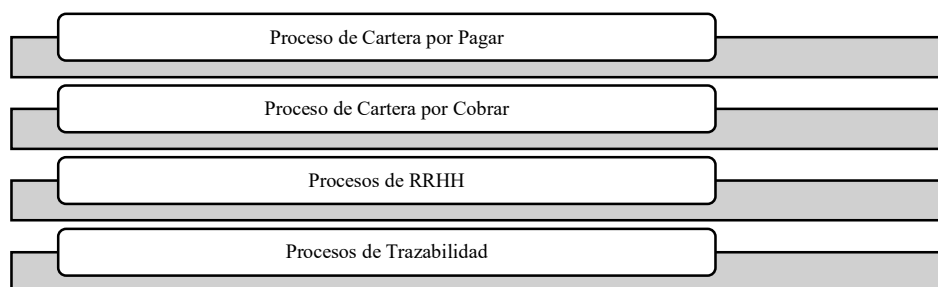 Proceso de Cartera por Pagar
Proceso de Cartera por Cobrar
Procesos de RRHH
Procesos de Trazabilidad